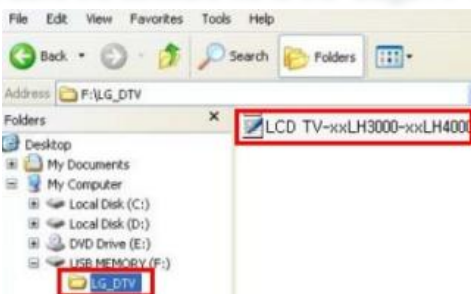 File Edit View Favorites Tools Help
Back Search Folders
Address F:\LG_DTV
Folders ×
LCD TV-xxLH3000-xxLH4000
Desktop
My Documents
My Computer
Local Disk (C:)
Local Disk (D:)
DVD Drive (E:)
USB MEMORY (F:)
LG_DTV